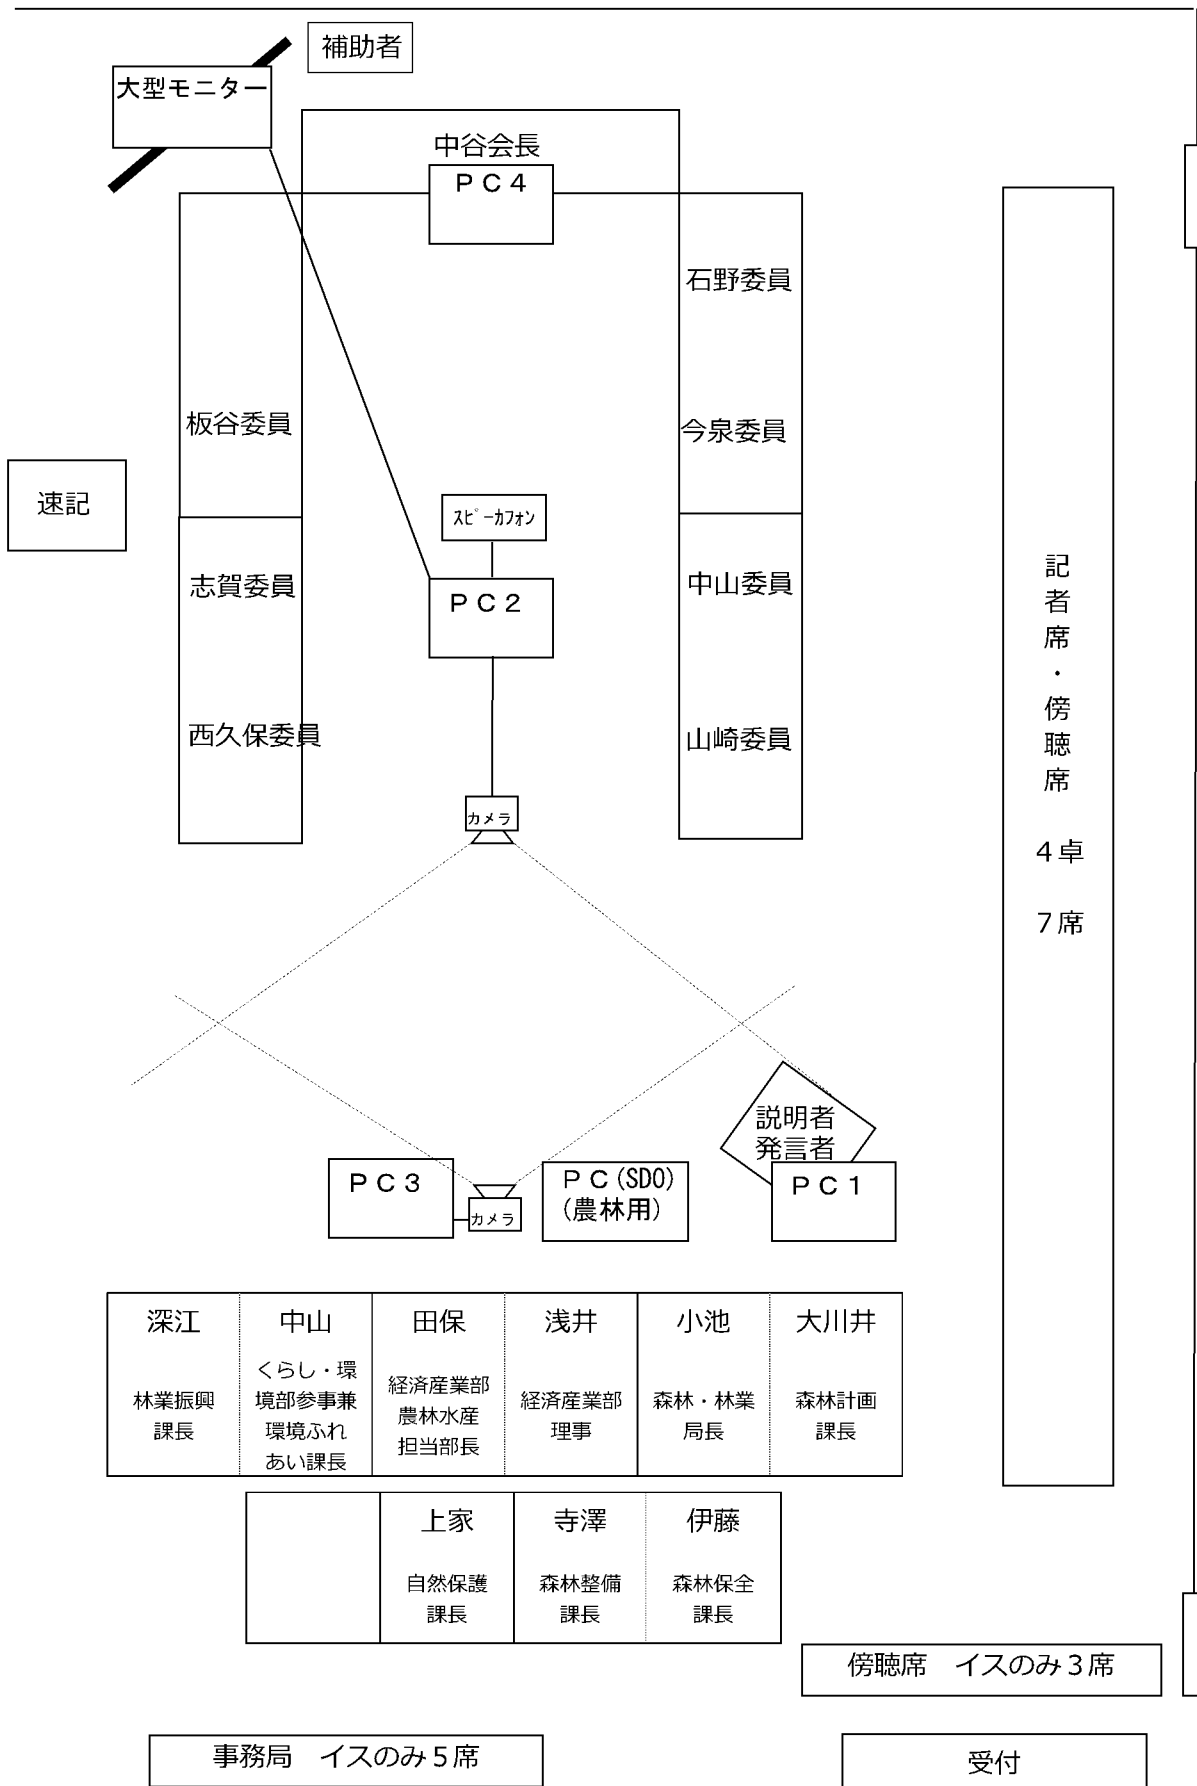 補助者
大型モニター
中谷会長
ＰＣ４
石野委員
板谷委員
今泉委員
速記
ｽﾋﾟｰｶﾌｫﾝ
志賀委員
ＰＣ２
中山委員
西久保委員
山崎委員
カメラ
記者席・傍聴席　４卓　７席
説明者
発言者
ＰＣ３
カメラ
ＰＣ(SDO)
(農林用)
ＰＣ１
深江
林業振興
課長
中山
くらし・環
境部参事兼
環境ふれ
あい課長
田保
経済産業部
農林水産
担当部長
浅井
経済産業部
理事
小池
森林・林業
局長
大川井
森林計画
課長
上家
自然保護
課長
寺澤
森林整備
課長
伊藤
森林保全
課長
傍聴席　イスのみ３席
事務局　イスのみ５席
受付